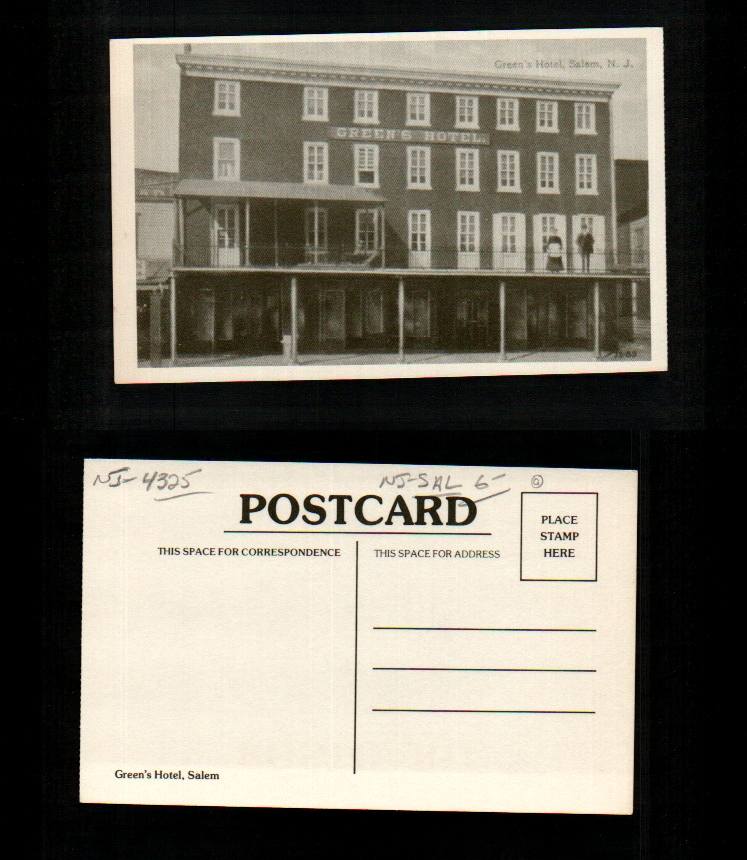 Green's Hotel, Salem, N. J.
GREEN'S HOTEL
NJ-4325
NJ-SAL 6-
POSTCARD
PLACE
STAMP
HERE
THIS SPACE FOR CORRESPONDENCE
THIS SPACE FOR ADDRESS
Green's Hotel, Salem